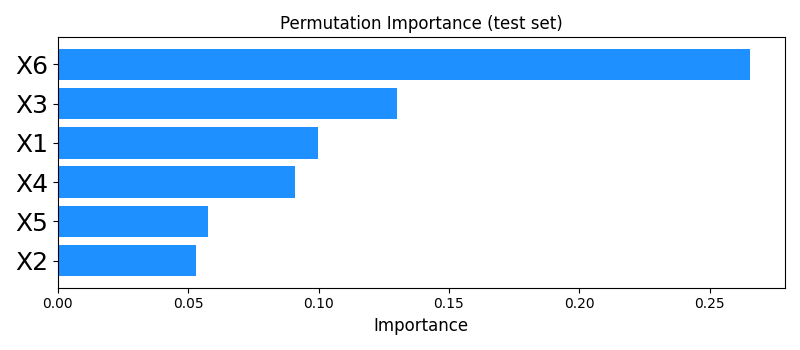 Permutation Importance (test set)
X6
X3
X1
X4
X5
X2
0.00 0.05 0.10 0.15 0.20 0.25
Importance